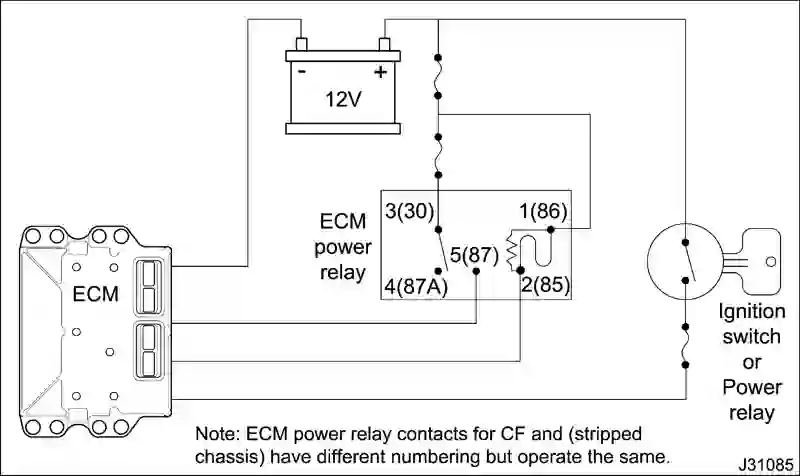 - +
12V
3(30) 1(86)
ECM
power
relay
5(87)
4(87A) 2(85)
ECM
Ignition
switch
or
Power
relay
Note: ECM power relay contacts for CF and (stripped
chassis) have different numbering but operate the same.
J31085